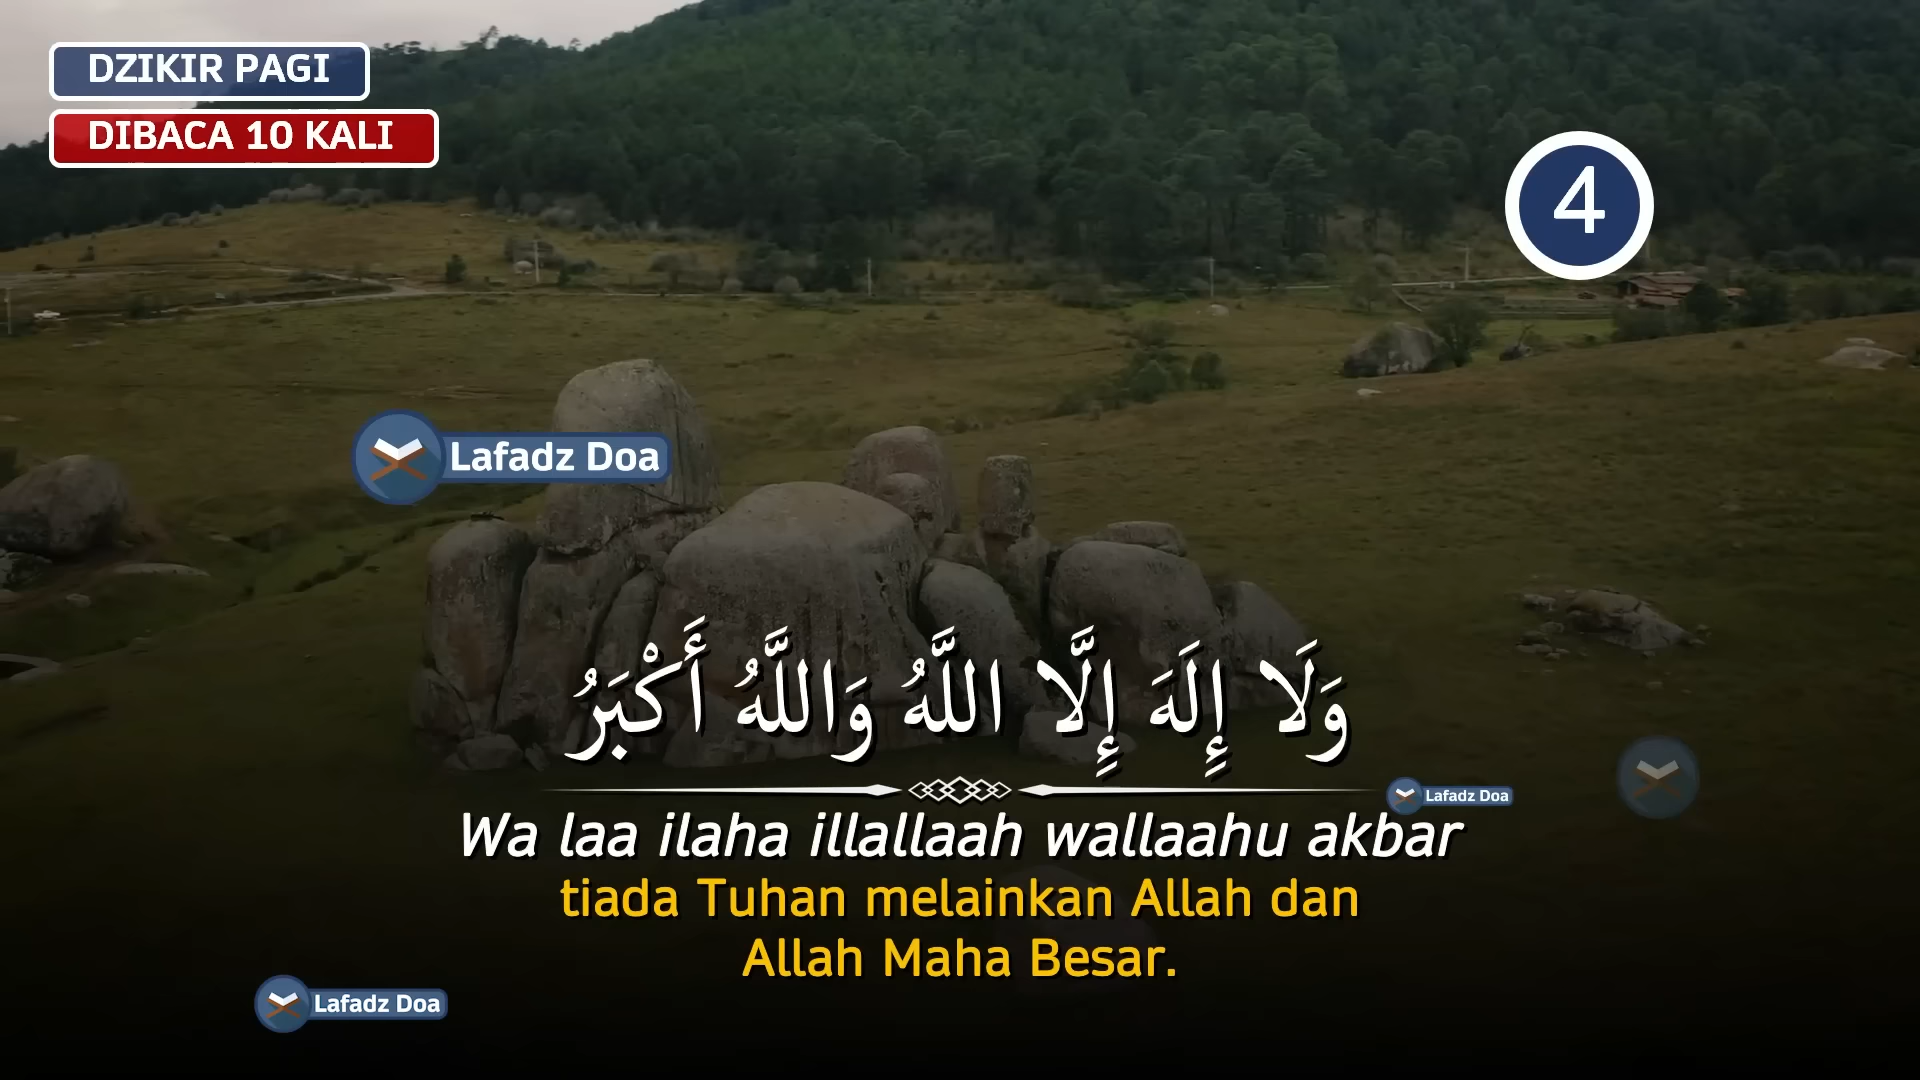 DZIKIR PAGI
DIBACA 10 KALI
4
Lafadz Doa
وَلَا إِلَهَ إِلَّا اللَّهُ وَاللَّهُ أَكْبَرُ
Lafadz Doa
Wa laa ilaha illallaah wallaahu akbar
tiada Tuhan melainkan Allah dan
Allah Maha Besar.
Lafadz Doa